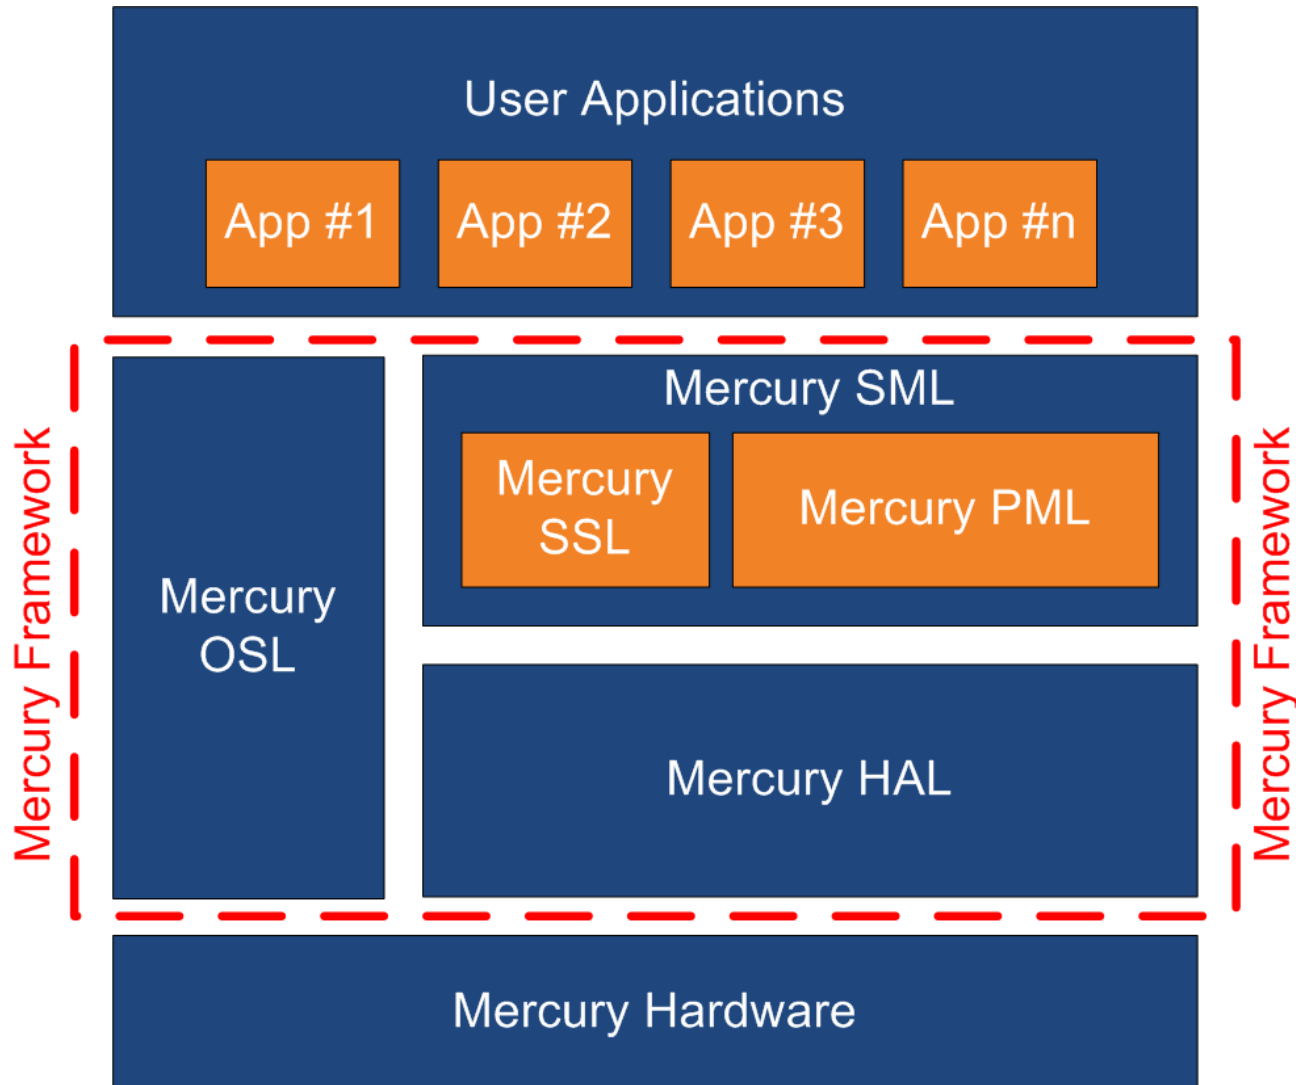 User Applications
App #1
App #2
App #3
App #n
Mercury Framework
Mercury
OSL
Mercury SML
Mercury
SSL
Mercury PML
Mercury HAL
Mercury Framework
Mercury Hardware